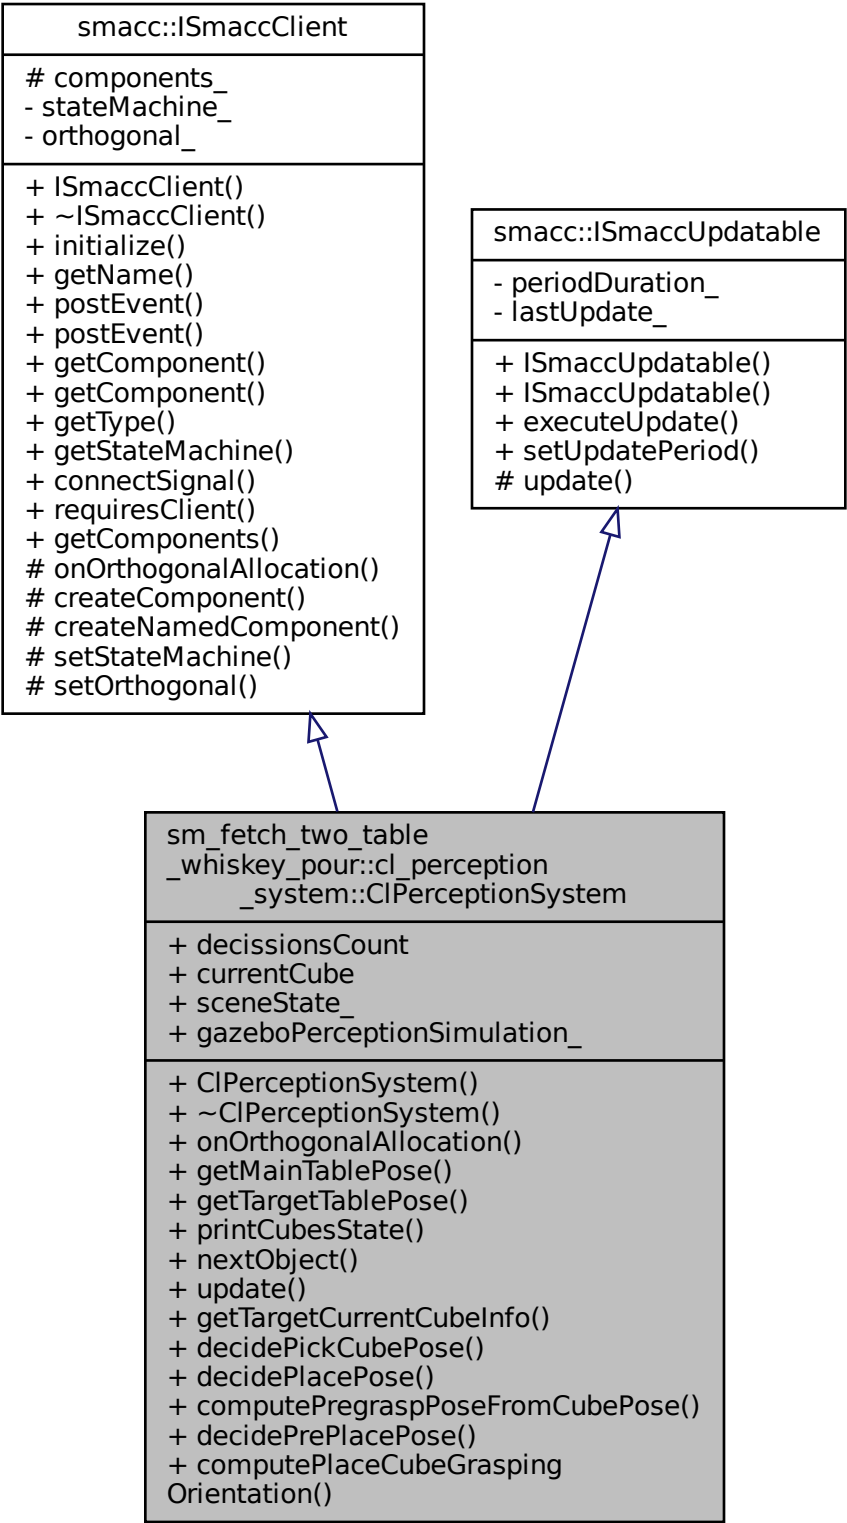 smacc::ISmaccClient
# components_
- stateMachine_
- orthogonal_
+ ISmaccClient()
+ ~ISmaccClient()
+ initialize()
+ getName()
+ postEvent()
+ postEvent()
+ getComponent()
+ getComponent()
+ getType()
+ getStateMachine()
+ connectSignal()
+ requiresClient()
+ getComponents()
# onOrthogonalAllocation()
# createComponent()
# createNamedComponent()
# setStateMachine()
# setOrthogonal()
smacc::ISmaccUpdatable
- periodDuration_
- lastUpdate_
+ ISmaccUpdatable()
+ ISmaccUpdatable()
+ executeUpdate()
+ setUpdatePeriod()
# update()
sm_fetch_two_table
_whiskey_pour::cl_perception
_system::ClPerceptionSystem
+ decissionsCount
+ currentCube
+ sceneState_
+ gazeboPerceptionSimulation_
+ ClPerceptionSystem()
+ ~ClPerceptionSystem()
+ onOrthogonalAllocation()
+ getMainTablePose()
+ getTargetTablePose()
+ printCubesState()
+ nextObject()
+ update()
+ getTargetCurrentCubeInfo()
+ decidePickCubePose()
+ decidePlacePose()
+ computePregraspPoseFromCubePose()
+ decidePrePlacePose()
+ computePlaceCubeGrasping
Orientation()